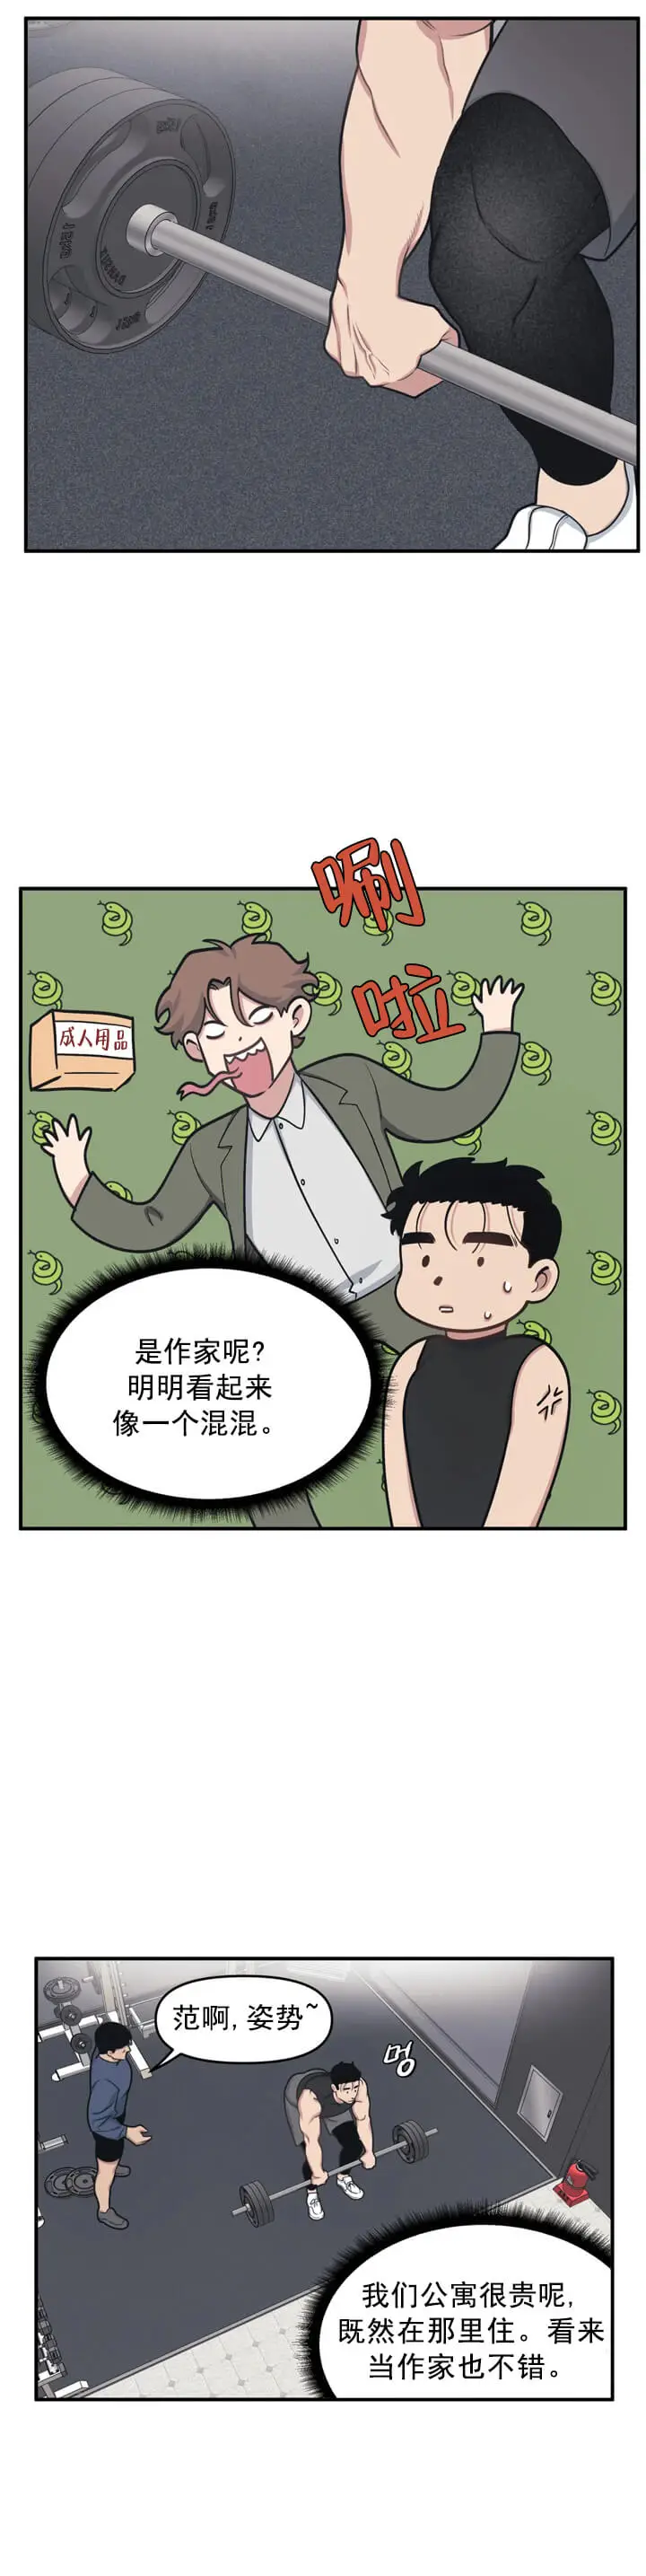 唰
啦
成人用品
是作家呢?
明明看起来
像一个混混。
范啊,姿势~
멍
我们公寓很贵呢,
既然在那里住。看来
当作家也不错。